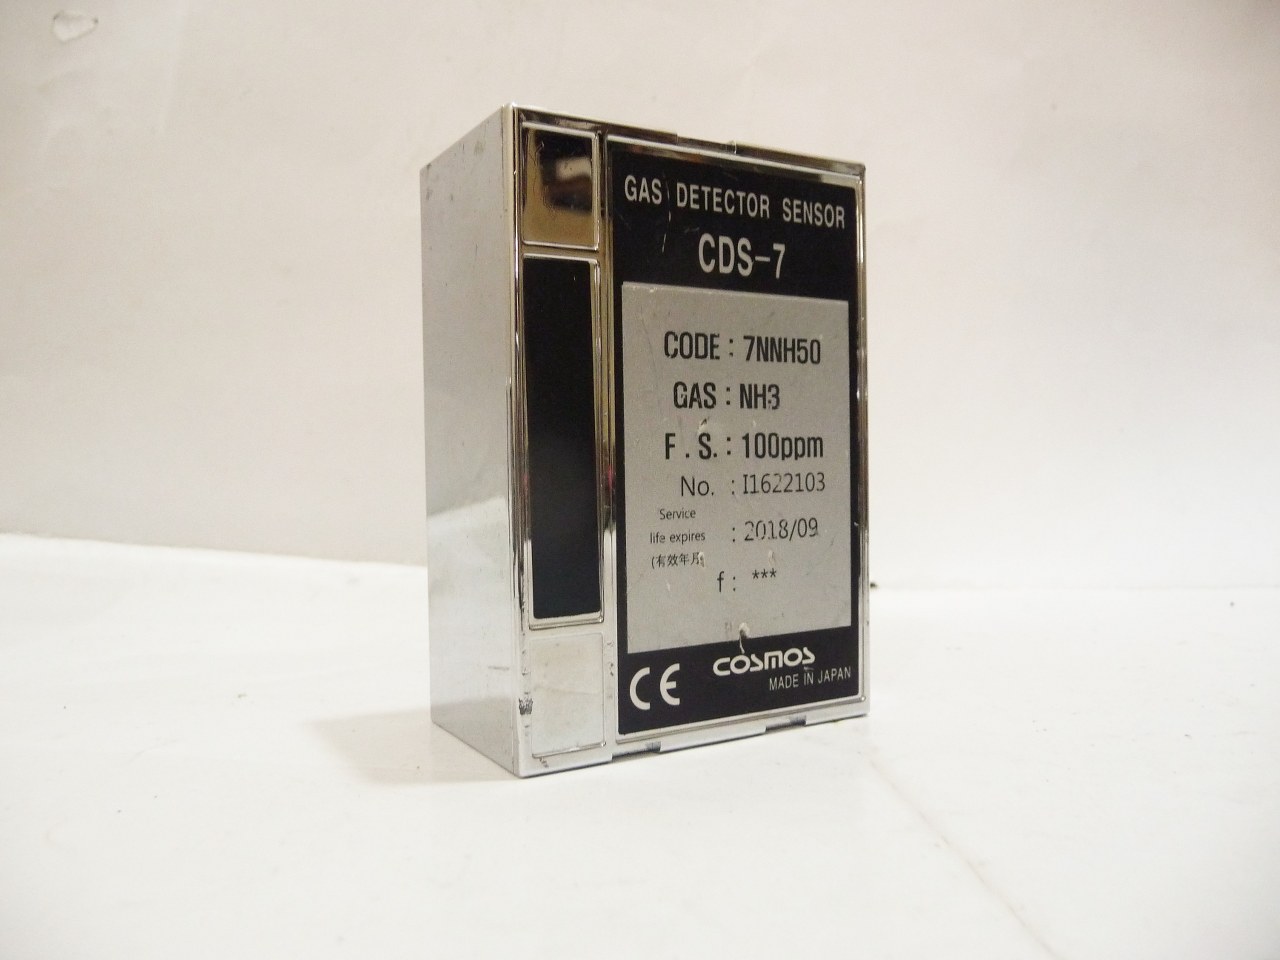 GAS DETECTOR SENSOR
CDS-7
CODE : 7NNH50
GAS : NH3
F.S. : 100ppm
No. : I1622103
Service
life expires : 2018/09
(有效年月)
f : ***
CE COSMOS
MADE IN JAPAN